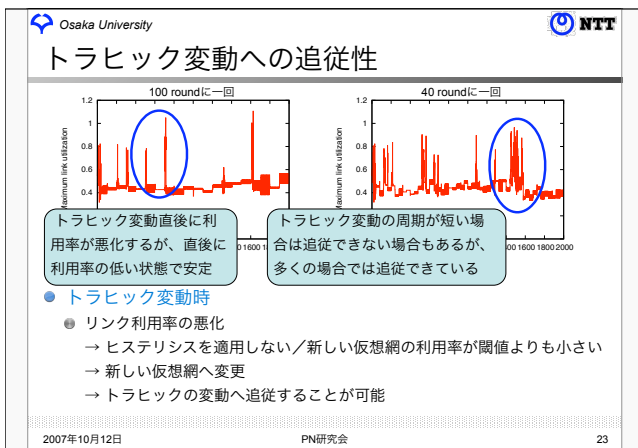 Osaka University
NTT
トラヒック変動への追従性
100 roundに一回
40 roundに一回
1.2
1
0.8
0.6
0.4
Maximum link utilization
1.2
1
0.8
0.6
0.4
Maximum link utilization
1600
1600 1800 2000
トラヒック変動直後に利
用率が悪化するが、直後に
利用率の低い状態で安定
トラヒック変動の周期が短い場
合は追従できない場合もあるが、
多くの場合では追従できている
トラヒック変動時
リンク利用率の悪化
→ ヒステリシスを適用しない／新しい仮想網の利用率が閾値よりも小さい
→ 新しい仮想網へ変更
→ トラヒックの変動へ追従することが可能
2007年10月12日
PN研究会
23